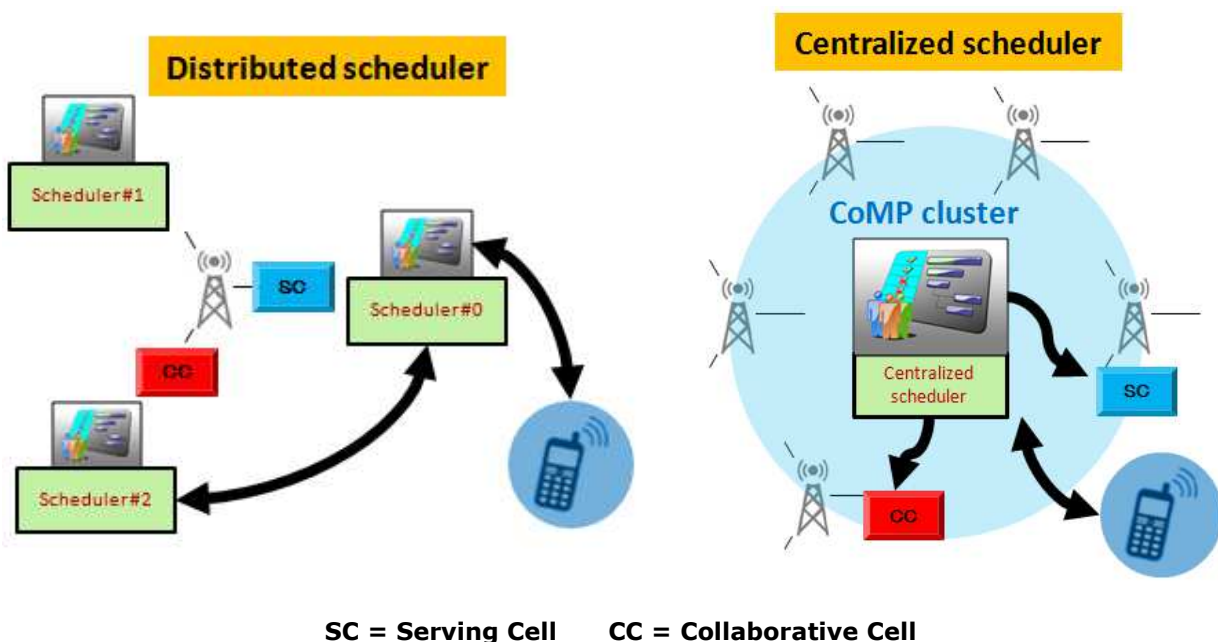 Distributed scheduler
Scheduler#1
SC
Scheduler#0
CC
Scheduler#2
Centralized scheduler
CoMP cluster
Centralized
scheduler
SC
CC
SC = Serving Cell CC = Collaborative Cell